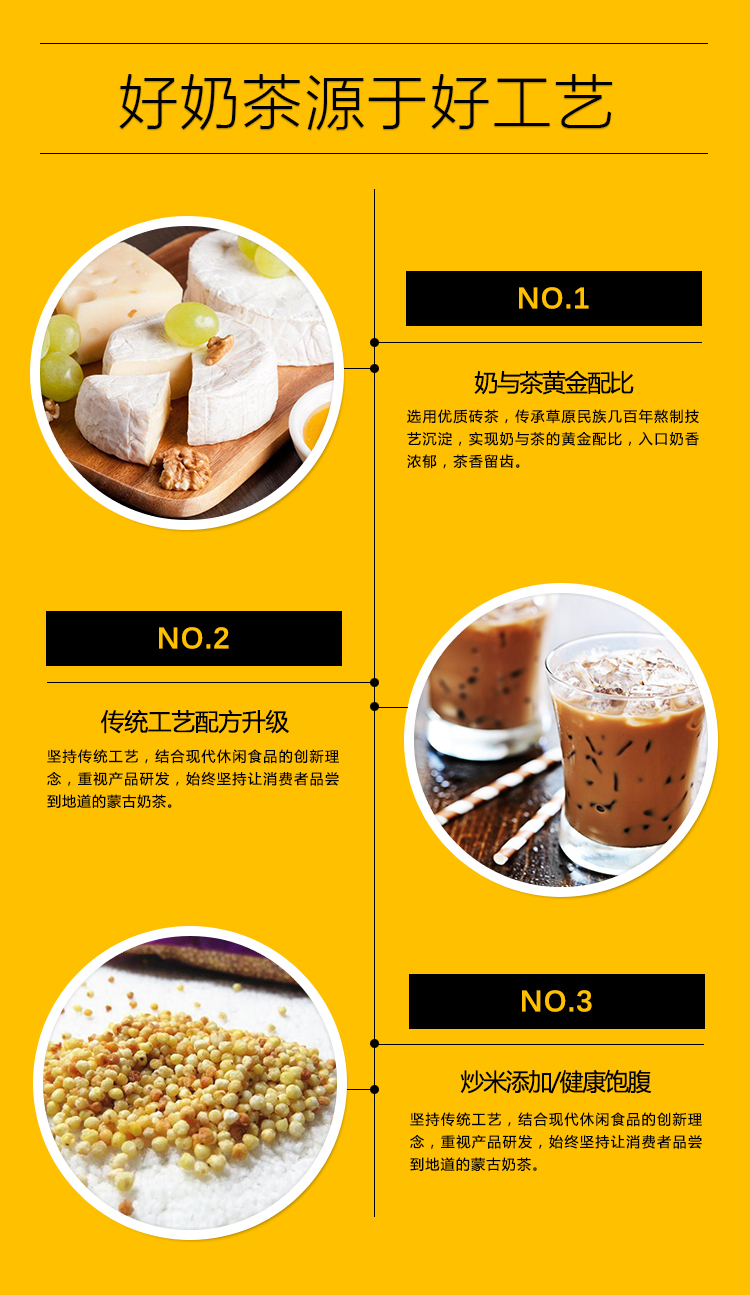 好奶茶源于好工艺
NO.1
奶与茶黄金配比
选用优质砖茶，传承草原民族几百年熬制技
艺沉淀，实现奶与茶的黄金配比，入口奶香
浓郁，茶香留齿。
NO.2
传统工艺配方升级
坚持传统工艺，结合现代休闲食品的创新理
念，重视产品研发，始终坚持让消费者品尝
到地道的蒙古奶茶。
NO.3
炒米添加/健康饱腹
坚持传统工艺，结合现代休闲食品的创新理
念，重视产品研发，始终坚持让消费者品尝
到地道的蒙古奶茶。